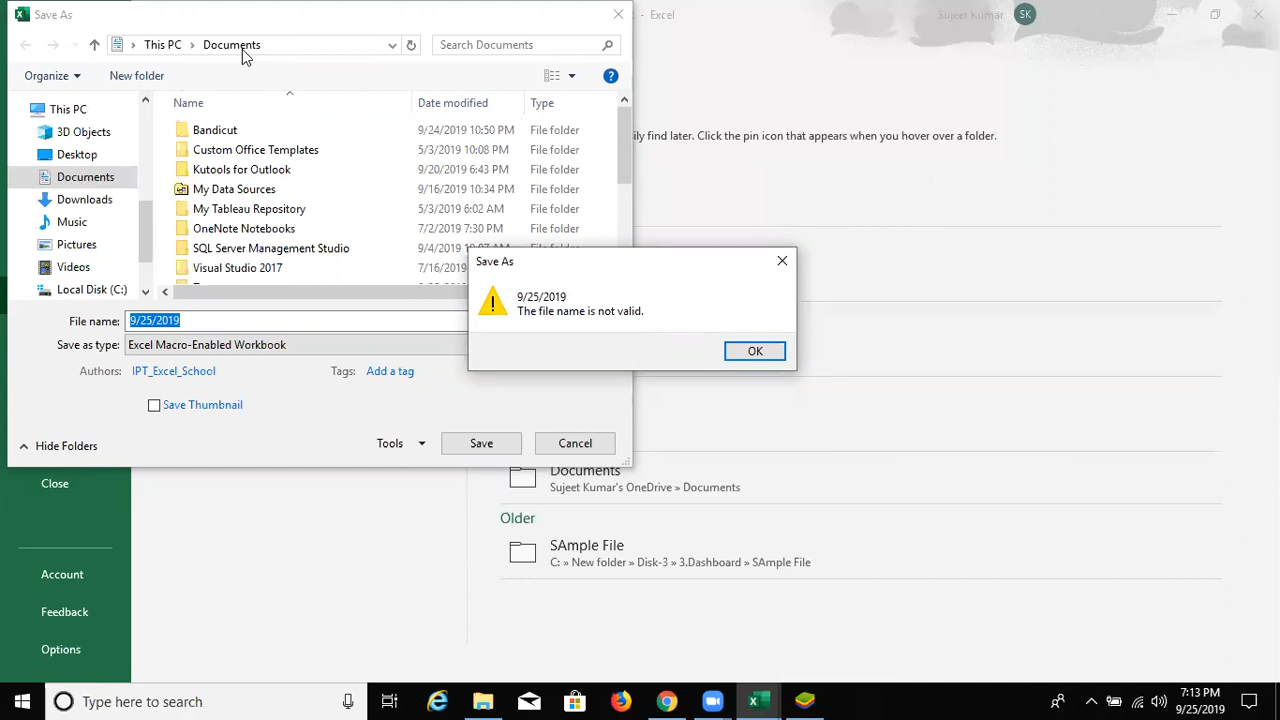 Save As
- Excel
Sujeet Kumar
SK
This PC
Documents
Search Documents
Organize
New folder
?
This PC
3D Objects
Desktop
Documents
Downloads
Music
Pictures
Videos
Local Disk (C:)
Name
Date modified
Type
Bandicut
9/24/2019 10:50 PM
File folder
Custom Office Templates
5/3/2019 10:08 PM
File folder
Kutools for Outlook
9/20/2019 6:43 PM
File folder
My Data Sources
9/16/2019 10:34 PM
File folder
My Tableau Repository
5/3/2019 6:02 AM
File folder
OneNote Notebooks
7/2/2019 7:30 PM
File folder
SQL Server Management Studio
9/4/2019
File folder
Visual Studio 2017
7/16/2019
ily find later. Click the pin icon that appears when you hover over a folder.
Save As
9/25/2019
The file name is not valid.
OK
File name:
9/25/2019
Save as type:
Excel Macro-Enabled Workbook
Authors:
IPT_Excel_School
Tags:
Add a tag
Save Thumbnail
Hide Folders
Tools
Save
Cancel
Close
Account
Feedback
Options
Documents
Sujeet Kumar's OneDrive » Documents
Older
SAmple File
C: » New folder » Disk-3 » 3.Dashboard » SAmple File
Type here to search
7:13 PM
9/25/2019